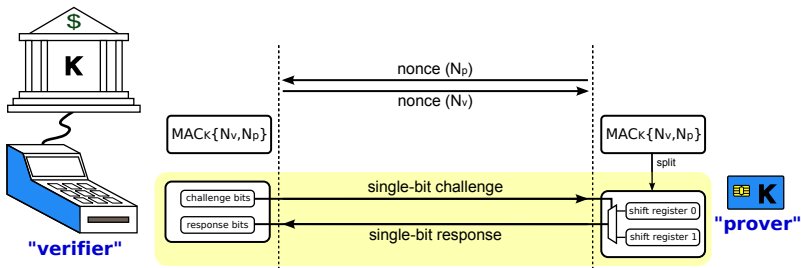 $
K
nonce (Np)
nonce (Nv)
MACK{Nv,Np}
MACK{Nv,Np}
split
single-bit challenge
challenge bits
shift register 0
K
response bits
single-bit response
shift register 1
"verifier"
"prover"